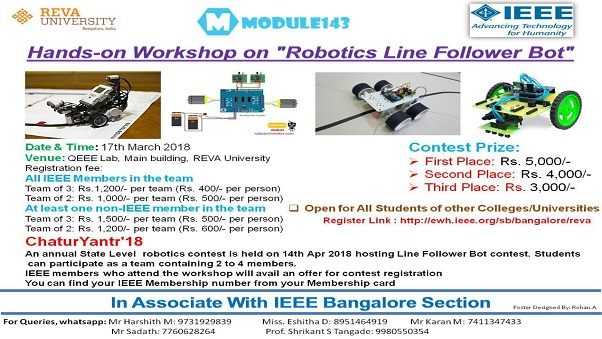 REVA
UNIVERSITY
Bengaluru, India
MODULE143
IEEE
Advancing Technology
for Humanity
Hands-on Workshop on "Robotics Line Follower Bot"
Date & Time: 17th March 2018
Venue: QEEE Lab, Main building, REVA University
Registration fee:
All IEEE Members in the team
Team of 3: Rs.1,200/- per team (Rs. 400/- per person)
Team of 2: Rs. 1,000/- per team (Rs. 500/- per person)
At least one non-IEEE member in the team
Team of 3: Rs. 1,500/- per team (Rs. 500/- per person)
Team of 2: Rs. 1,200/- per team (Rs. 600/- per person)
Contest Prize:
First Place: Rs. 5,000/-
Second Place: Rs. 4,000/-
Third Place: Rs. 3,000/-
Open for All Students of other Colleges/Universities
Register Link : http://ewh.ieee.org/sb/bangalore/reva
ChaturYantr'18
An annual State Level robotics contest is held on 14th Apr 2018 hosting Line Follower Bot contest. Students
can participate as a team containing 2 to 4 members.
IEEE members who attend the workshop will avail an offer for contest registration
You can find your IEEE Membership number from your Membership card
In Associate With IEEE Bangalore Section
Poster Designed By: Rohan.A
For Queries, whatsapp: Mr Harshith M: 9731929839 Miss. Eshitha D: 8951464919 Mr Karan M: 7411347433
Mr Sadath: 7760628264 Prof. Shrikant S Tangade: 9980550354